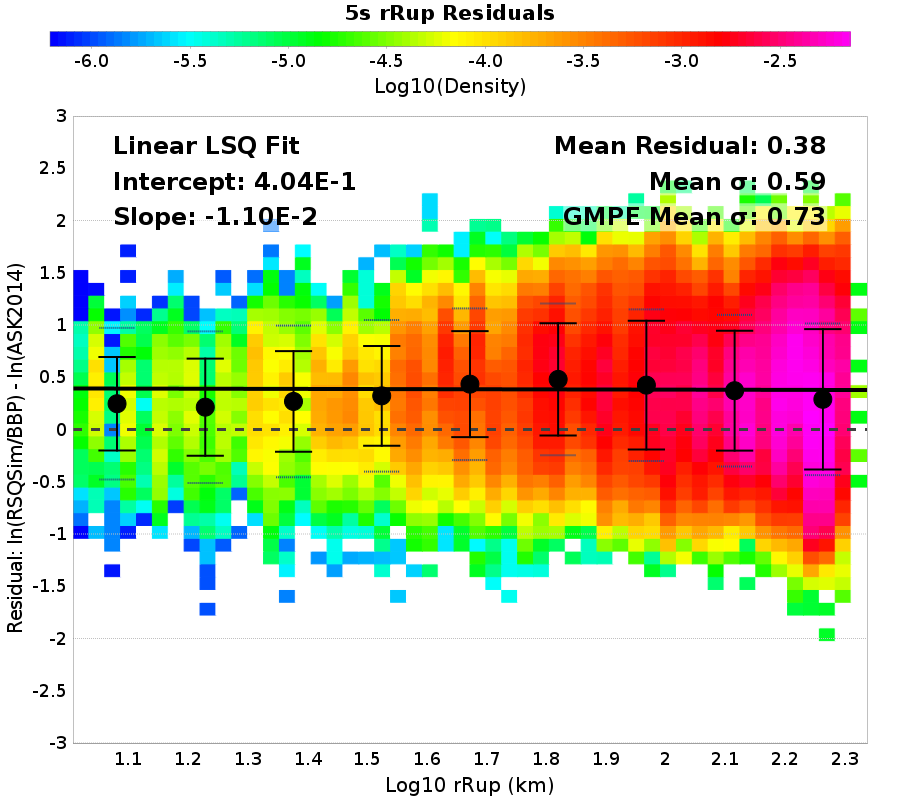 5s rRup Residuals
-6.0 -5.5 -5.0 -4.5 -4.0 -3.5 -3.0 -2.5
Log10(Density)
Linear LSQ Fit
Intercept: 4.04E-1
Slope: -1.10E-2
Mean Residual: 0.38
Mean σ: 0.59
GMPE Mean σ: 0.73
Residual: ln(RSQSim/BBP) - ln(ASK2014)
3
2.5
2
1.5
1
0.5
0
-0.5
-1
-1.5
-2
-2.5
-3
1.1 1.2 1.3 1.4 1.5 1.6 1.7 1.8 1.9 2 2.1 2.2 2.3
Log10 rRup (km)